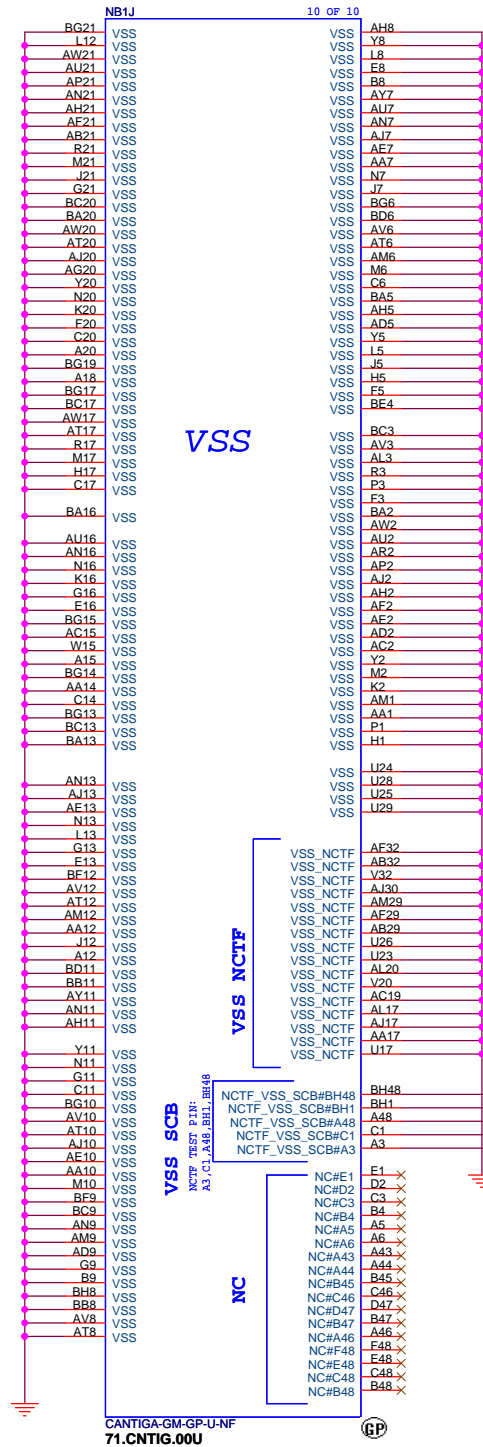 NB1J 10 OF 10
BG21 VSS VSS AH8
L12 VSS VSS Y8
AW21 VSS VSS L8
AU21 VSS VSS E8
AP21 VSS VSS B8
AN21 VSS VSS AY7
AH21 VSS VSS AU7
AF21 VSS VSS AN7
AB21 VSS VSS AJ7
R21 VSS VSS AE7
M21 VSS VSS AA7
J21 VSS VSS N7
G21 VSS VSS J7
BC20 VSS VSS BG6
BA20 VSS VSS BD6
AW20 VSS VSS AV6
AT20 VSS VSS AT6
AJ20 VSS VSS AM6
AG20 VSS VSS M6
Y20 VSS VSS C6
N20 VSS VSS BA5
K20 VSS VSS AH5
F20 VSS VSS AD5
C20 VSS VSS Y5
A20 VSS VSS L5
BG19 VSS VSS J5
A18 VSS VSS H5
BG17 VSS VSS F5
BC17 VSS VSS BE4
AW17 VSS
AT17 VSS VSS BC3
R17 VSS VSS AV3
M17 VSS VSS AL3
H17 VSS VSS R3
C17 VSS VSS P3
VSS F3
BA16 VSS VSS BA2
VSS AW2
AU16 VSS VSS AU2
AN16 VSS VSS AR2
N16 VSS VSS AP2
K16 VSS VSS AJ2
G16 VSS VSS AH2
E16 VSS VSS AF2
BG15 VSS VSS AE2
AC15 VSS VSS AD2
W15 VSS VSS AC2
A15 VSS VSS Y2
BG14 VSS VSS M2
AA14 VSS VSS K2
C14 VSS VSS AM1
BG13 VSS VSS AA1
BC13 VSS VSS P1
BA13 VSS VSS H1
VSS
VSS U24
AN13 VSS VSS U28
AJ13 VSS VSS U25
AE13 VSS VSS U29
N13 VSS
L13 VSS
G13 VSS VSS_NCTF AF32
E13 VSS VSS_NCTF AB32
BF12 VSS VSS_NCTF V32
AV12 VSS VSS_NCTF AJ30
AT12 VSS VSS_NCTF AM29
AM12 VSS VSS_NCTF AF29
AA12 VSS VSS_NCTF AB29
J12 VSS VSS_NCTF U26
A12 VSS VSS_NCTF U23
BD11 VSS VSS_NCTF AL20
BB11 VSS VSS_NCTF V20
AY11 VSS VSS_NCTF AC19
AN11 VSS VSS_NCTF AL17
AH11 VSS VSS_NCTF AJ17
VSS_NCTF AA17
Y11 VSS VSS_NCTF U17
VSS NCTF
N11 VSS
G11 VSS
C11 VSS NCTF_VSS_SCB#BH48 BH48
BG10 VSS NCTF_VSS_SCB#BH1 BH1
AV10 VSS NCTF_VSS_SCB#A48 A48
AT10 VSS NCTF_VSS_SCB#C1 C1
AJ10 VSS NCTF_VSS_SCB#A3 A3
VSS SCB
NCTF TEST PIN:
A3,C1,A48,BH1,BH48
AE10 VSS
AA10 VSS NC#E1 E1
M10 VSS NC#D2 D2
BF9 VSS NC#C3 C3
BC9 VSS NC#B4 B4
AN9 VSS NC#A5 A5
AM9 VSS NC#A6 A6
AD9 VSS NC#A43 A43
G9 VSS NC#A44 A44
B9 VSS NC#B45 B45
BH8 VSS NC#C46 C46
BB8 VSS NC#D47 D47
AV8 VSS NC#B47 B47
AT8 VSS NC#A46 A46
NC#F48 F48
NC#E48 E48
NC#C48 C48
NC#B48 B48
NC
CANTIGA-GM-GP-U-NF
71.CNTIG.00U
GP